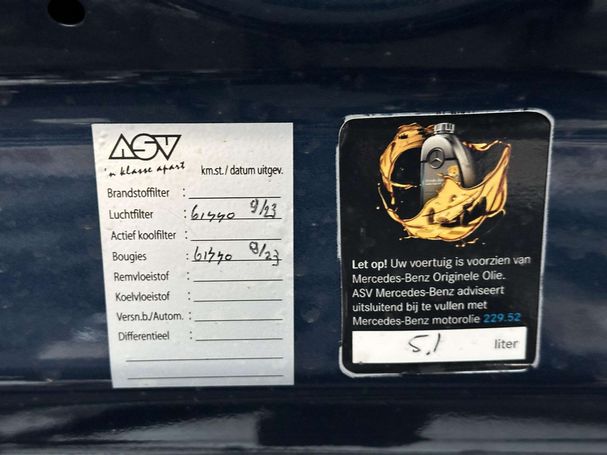 ASV
'n klasse apart
km.st./ datum uitgev.
Brandstoffilter :
Luchtfilter : 61440 9/23
Actief koolfilter :
Bougies : 61440 9/23
Remvloeistof :
Koelvloeistof :
Versn.b./Autom. :
Differentieel :
Let op! Uw voertuig is voorzien van
Mercedes-Benz Originele Olie.
ASV Mercedes-Benz adviseert
uitsluitend bij te vullen met
Mercedes-Benz motorolie 229.52
5,1 liter